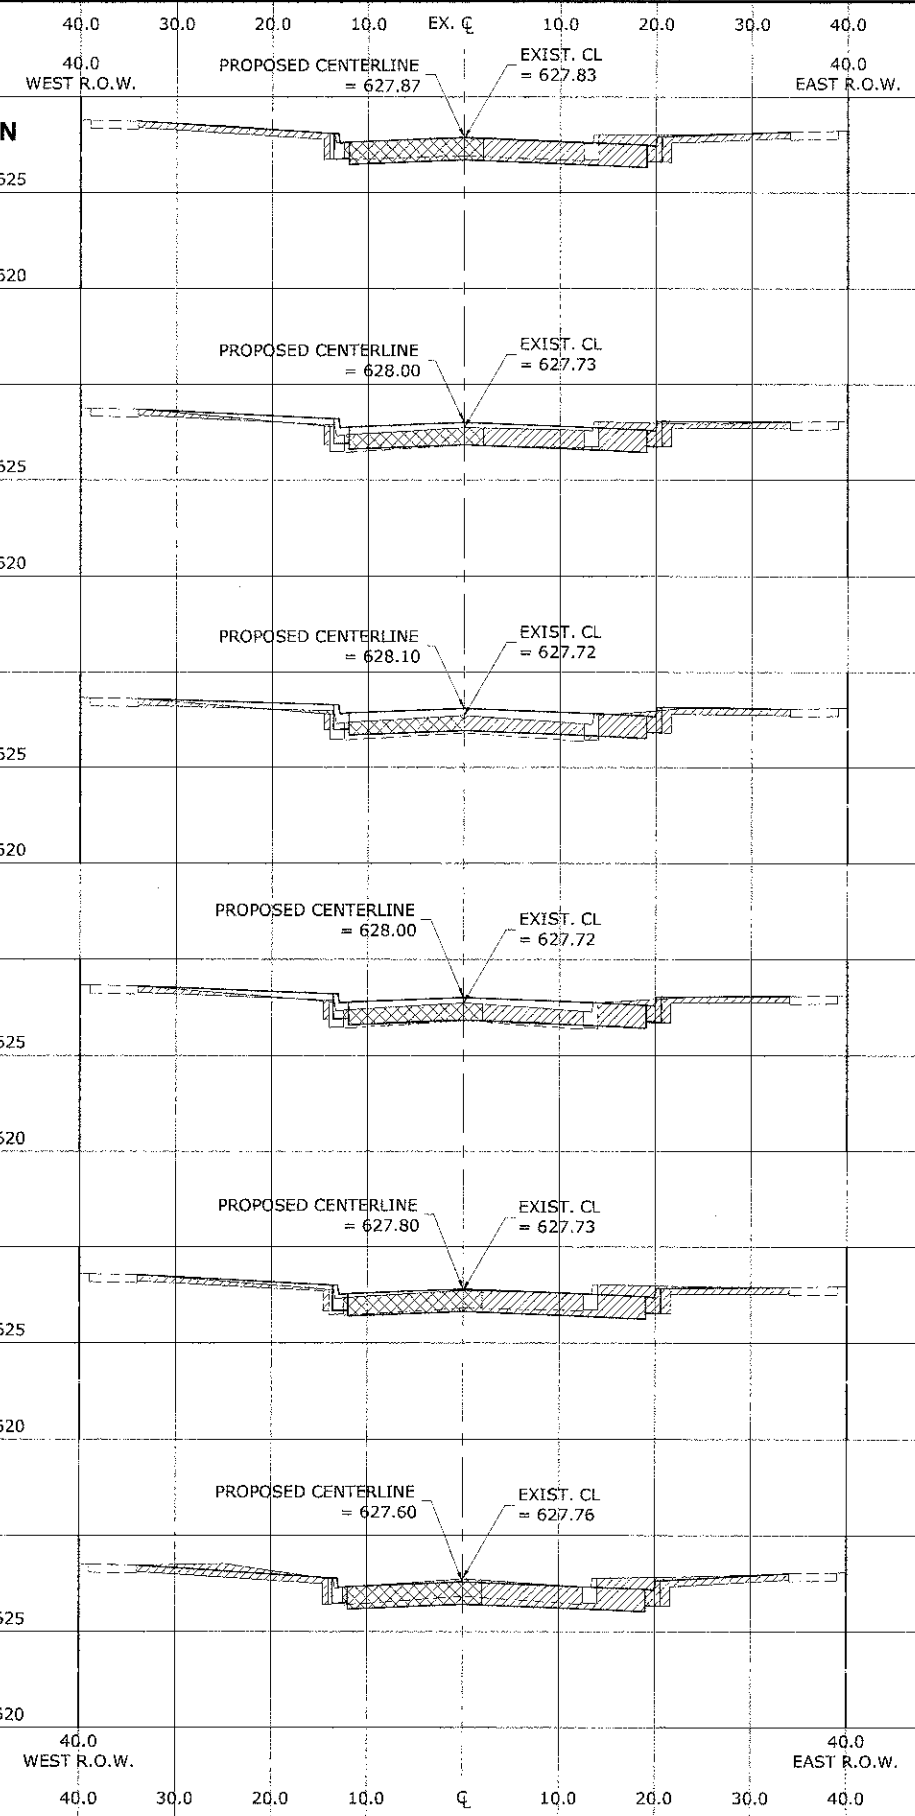 40.0 30.0 20.0 10.0 EX. ℄ 10.0 20.0 30.0 40.0
40.0 40.0
WEST R.O.W. EAST R.O.W.
PROPOSED CENTERLINE
= 627.87
EXIST. CL
= 627.83
N
625
620
PROPOSED CENTERLINE
= 628.00
EXIST. CL
= 627.73
625
620
PROPOSED CENTERLINE
= 628.10
EXIST. CL
= 627.72
625
620
PROPOSED CENTERLINE
= 628.00
EXIST. CL
= 627.72
625
620
PROPOSED CENTERLINE
= 627.80
EXIST. CL
= 627.73
625
620
PROPOSED CENTERLINE
= 627.60
EXIST. CL
= 627.76
625
620
40.0 40.0
WEST R.O.W. EAST R.O.W.
40.0 30.0 20.0 10.0 ℄ 10.0 20.0 30.0 40.0